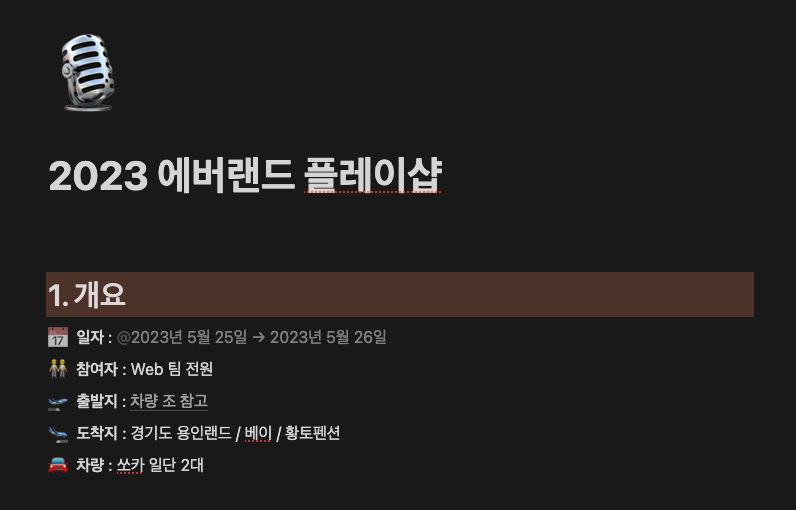 2023 에버랜드 플레이샵
1. 개요
일자 : @2023년 5월 25일 → 2023년 5월 26일
참여자 : Web 팀 전원
출발지 : 차량 조 참고
도착지 : 경기도 용인랜드 / 베이 / 황토펜션
차량 : 쏘카 일단 2대